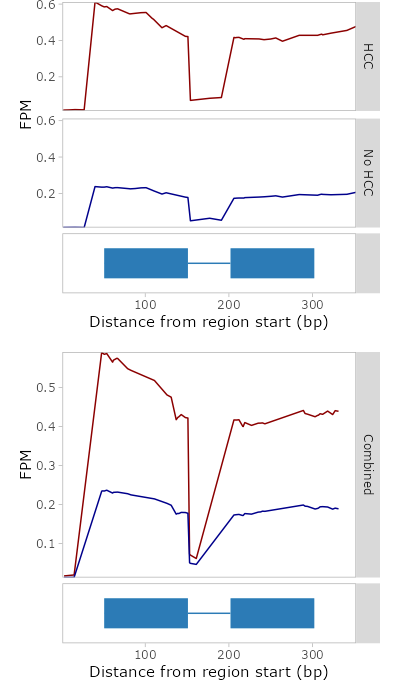 0.6
0.4
0.2
HCC
FPM
0.6
0.4
0.2
No HCC
100 200 300
Distance from region start (bp)
0.5
0.4
0.3
0.2
0.1
FPM
Combined
100 200 300
Distance from region start (bp)